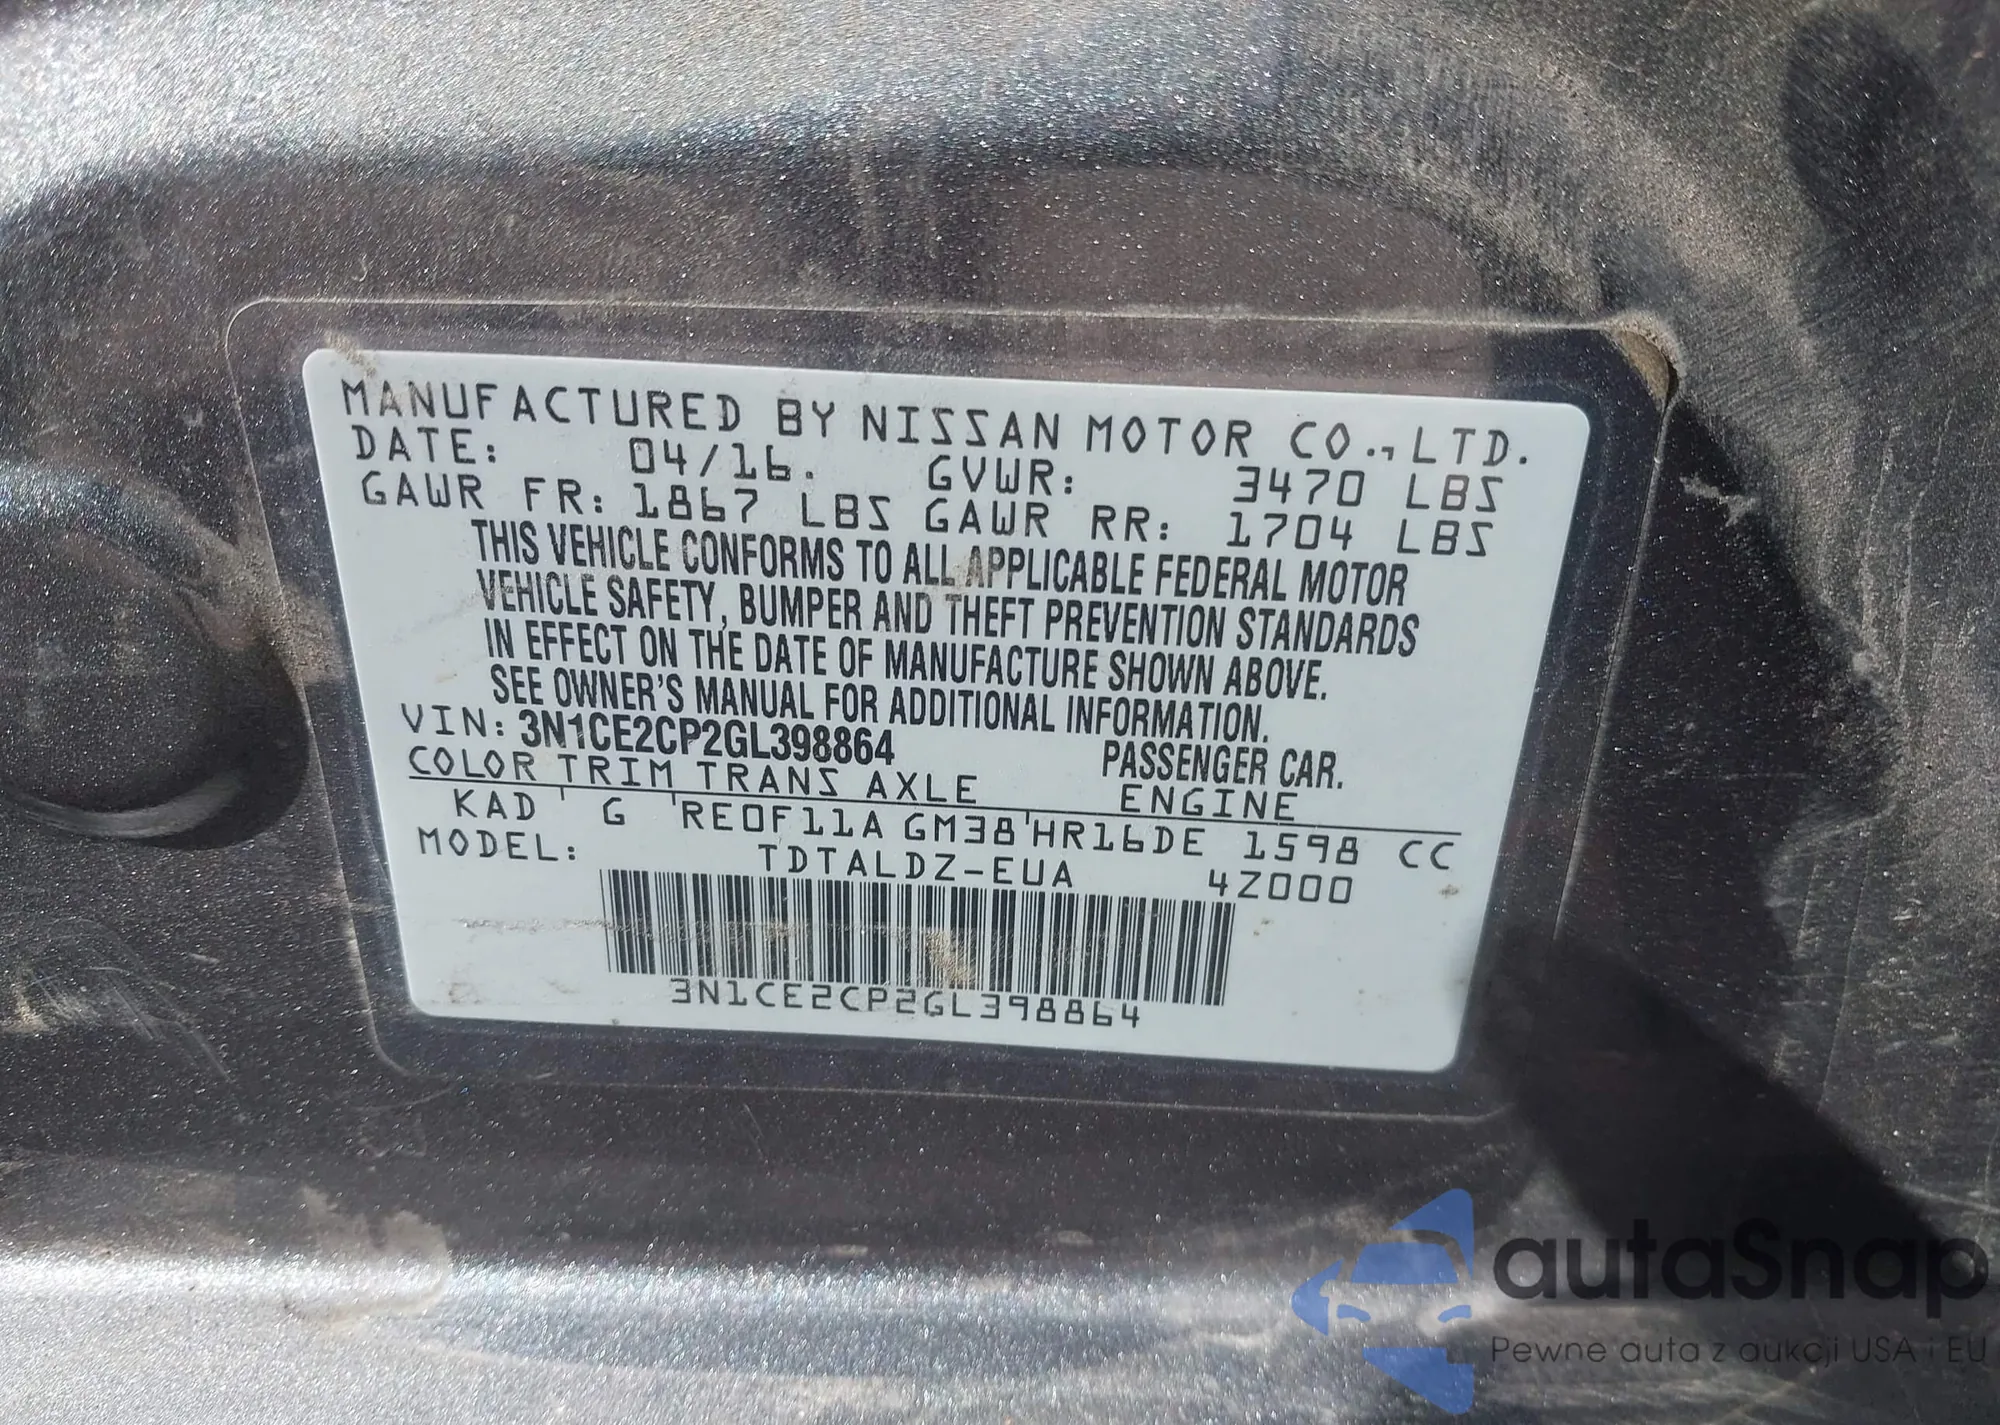 MANUFACTURED BY NISSAN MOTOR CO.,LTD.
DATE: 04/16. GVWR: 3470 LBS
GAWR FR: 1867 LBS GAWR RR: 1704 LBS
THIS VEHICLE CONFORMS TO ALL APPLICABLE FEDERAL MOTOR
VEHICLE SAFETY, BUMPER AND THEFT PREVENTION STANDARDS
IN EFFECT ON THE DATE OF MANUFACTURE SHOWN ABOVE.
SEE OWNER'S MANUAL FOR ADDITIONAL INFORMATION.
VIN: 3N1CE2CP2GL398864 PASSENGER CAR.
COLOR TRIM TRANS AXLE ENGINE
KAD G RE0F11A GM38 HR16DE 1598 CC
MODEL: TDTALDZ-EUA 4Z000
3N1CE2CP2GL398864
autaSnap
Pewne auta z aukcji USA i EU